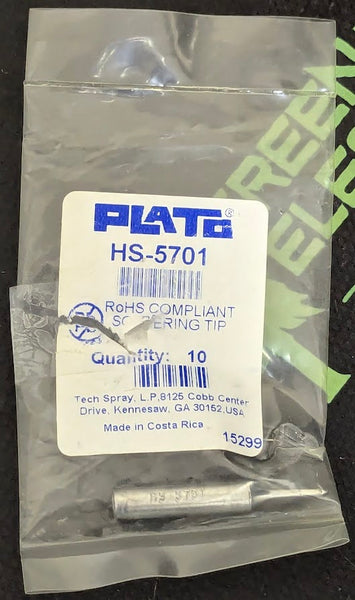 PLATO®
HS-5701
RoHS COMPLIANT
SOLDERING TIP
Quantity: 10
Tech Spray, L.P,8125 Cobb Center
Drive, Kennesaw, GA 30152,USA
Made in Costa Rica
15299
HS 5701